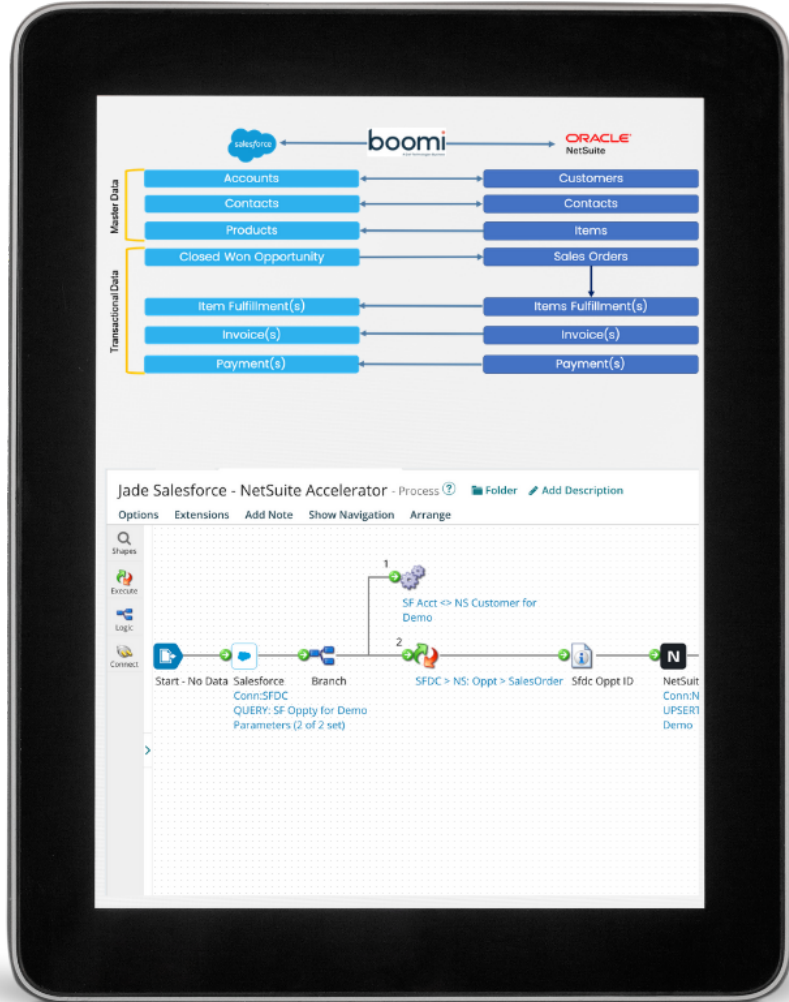 salesforce
boomi
ORACLE
NetSuite
Master Data
Accounts
Customers
Contacts
Contacts
Products
Items
Transactional Data
Closed Won Opportunity
Sales Orders
Item Fulfillment(s)
Items Fulfillment(s)
Invoice(s)
Invoice(s)
Payment(s)
Payment(s)
Jade Salesforce - NetSuite Accelerator - Process ? Folder Add Description
Options Extensions Add Note Show Navigation Arrange
Shapes
Execute
Logic
Connect
1
SF Acct <> NS Customer for
Demo
2
Start - No Data
Salesforce
Conn:SFDC
QUERY: SF Oppty for Demo
Parameters (2 of 2 set)
Branch
SFDC > NS: Oppt > SalesOrder
Sfdc Oppt ID
N
NetSuit
Conn:N
UPSERT
Demo